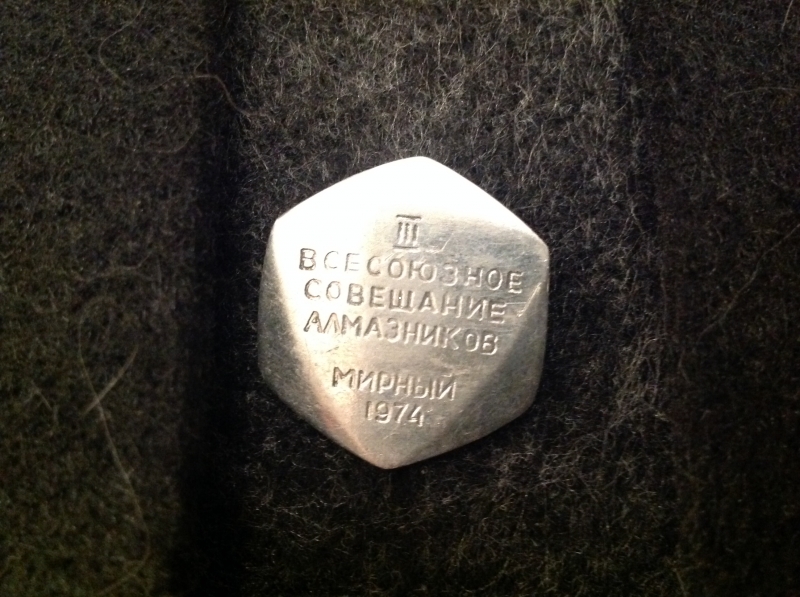 III
ВСЕСОЮЗНОЕ
СОВЕЩАНИЕ
АЛМАЗНИКОВ
МИРНЫЙ
1974